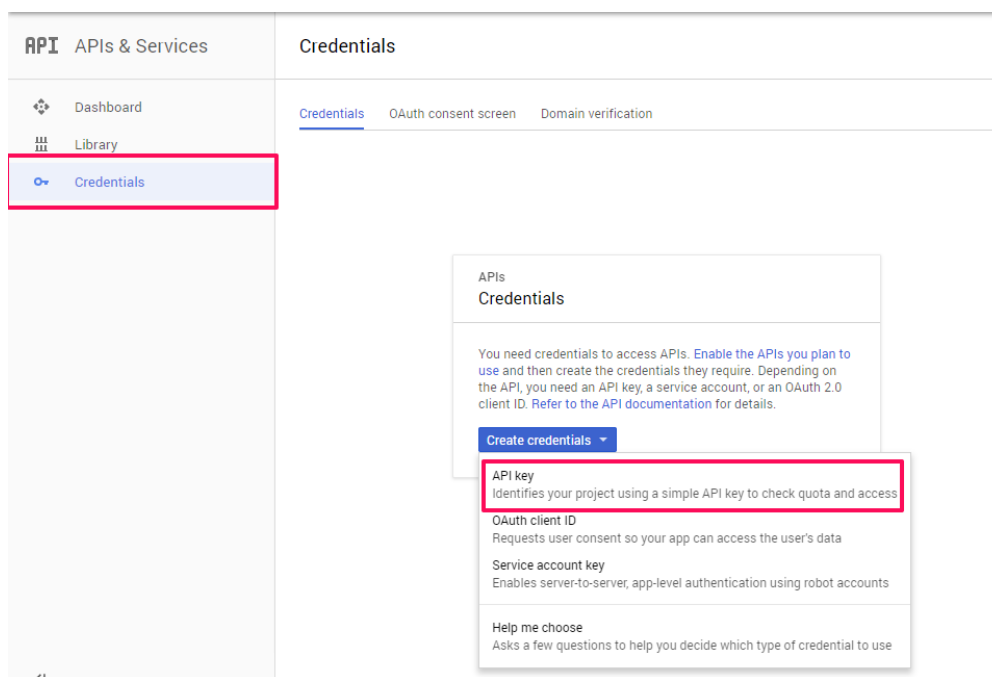 API APIs & Services
Credentials
Dashboard
Library
Credentials
Credentials OAuth consent screen Domain verification
APIs
Credentials
You need credentials to access APIs. Enable the APIs you plan to
use and then create the credentials they require. Depending on
the API, you need an API key, a service account, or an OAuth 2.0
client ID. Refer to the API documentation for details.
Create credentials
API key
Identifies your project using a simple API key to check quota and access
OAuth client ID
Requests user consent so your app can access the user's data
Service account key
Enables server-to-server, app-level authentication using robot accounts
Help me choose
Asks a few questions to help you decide which type of credential to use